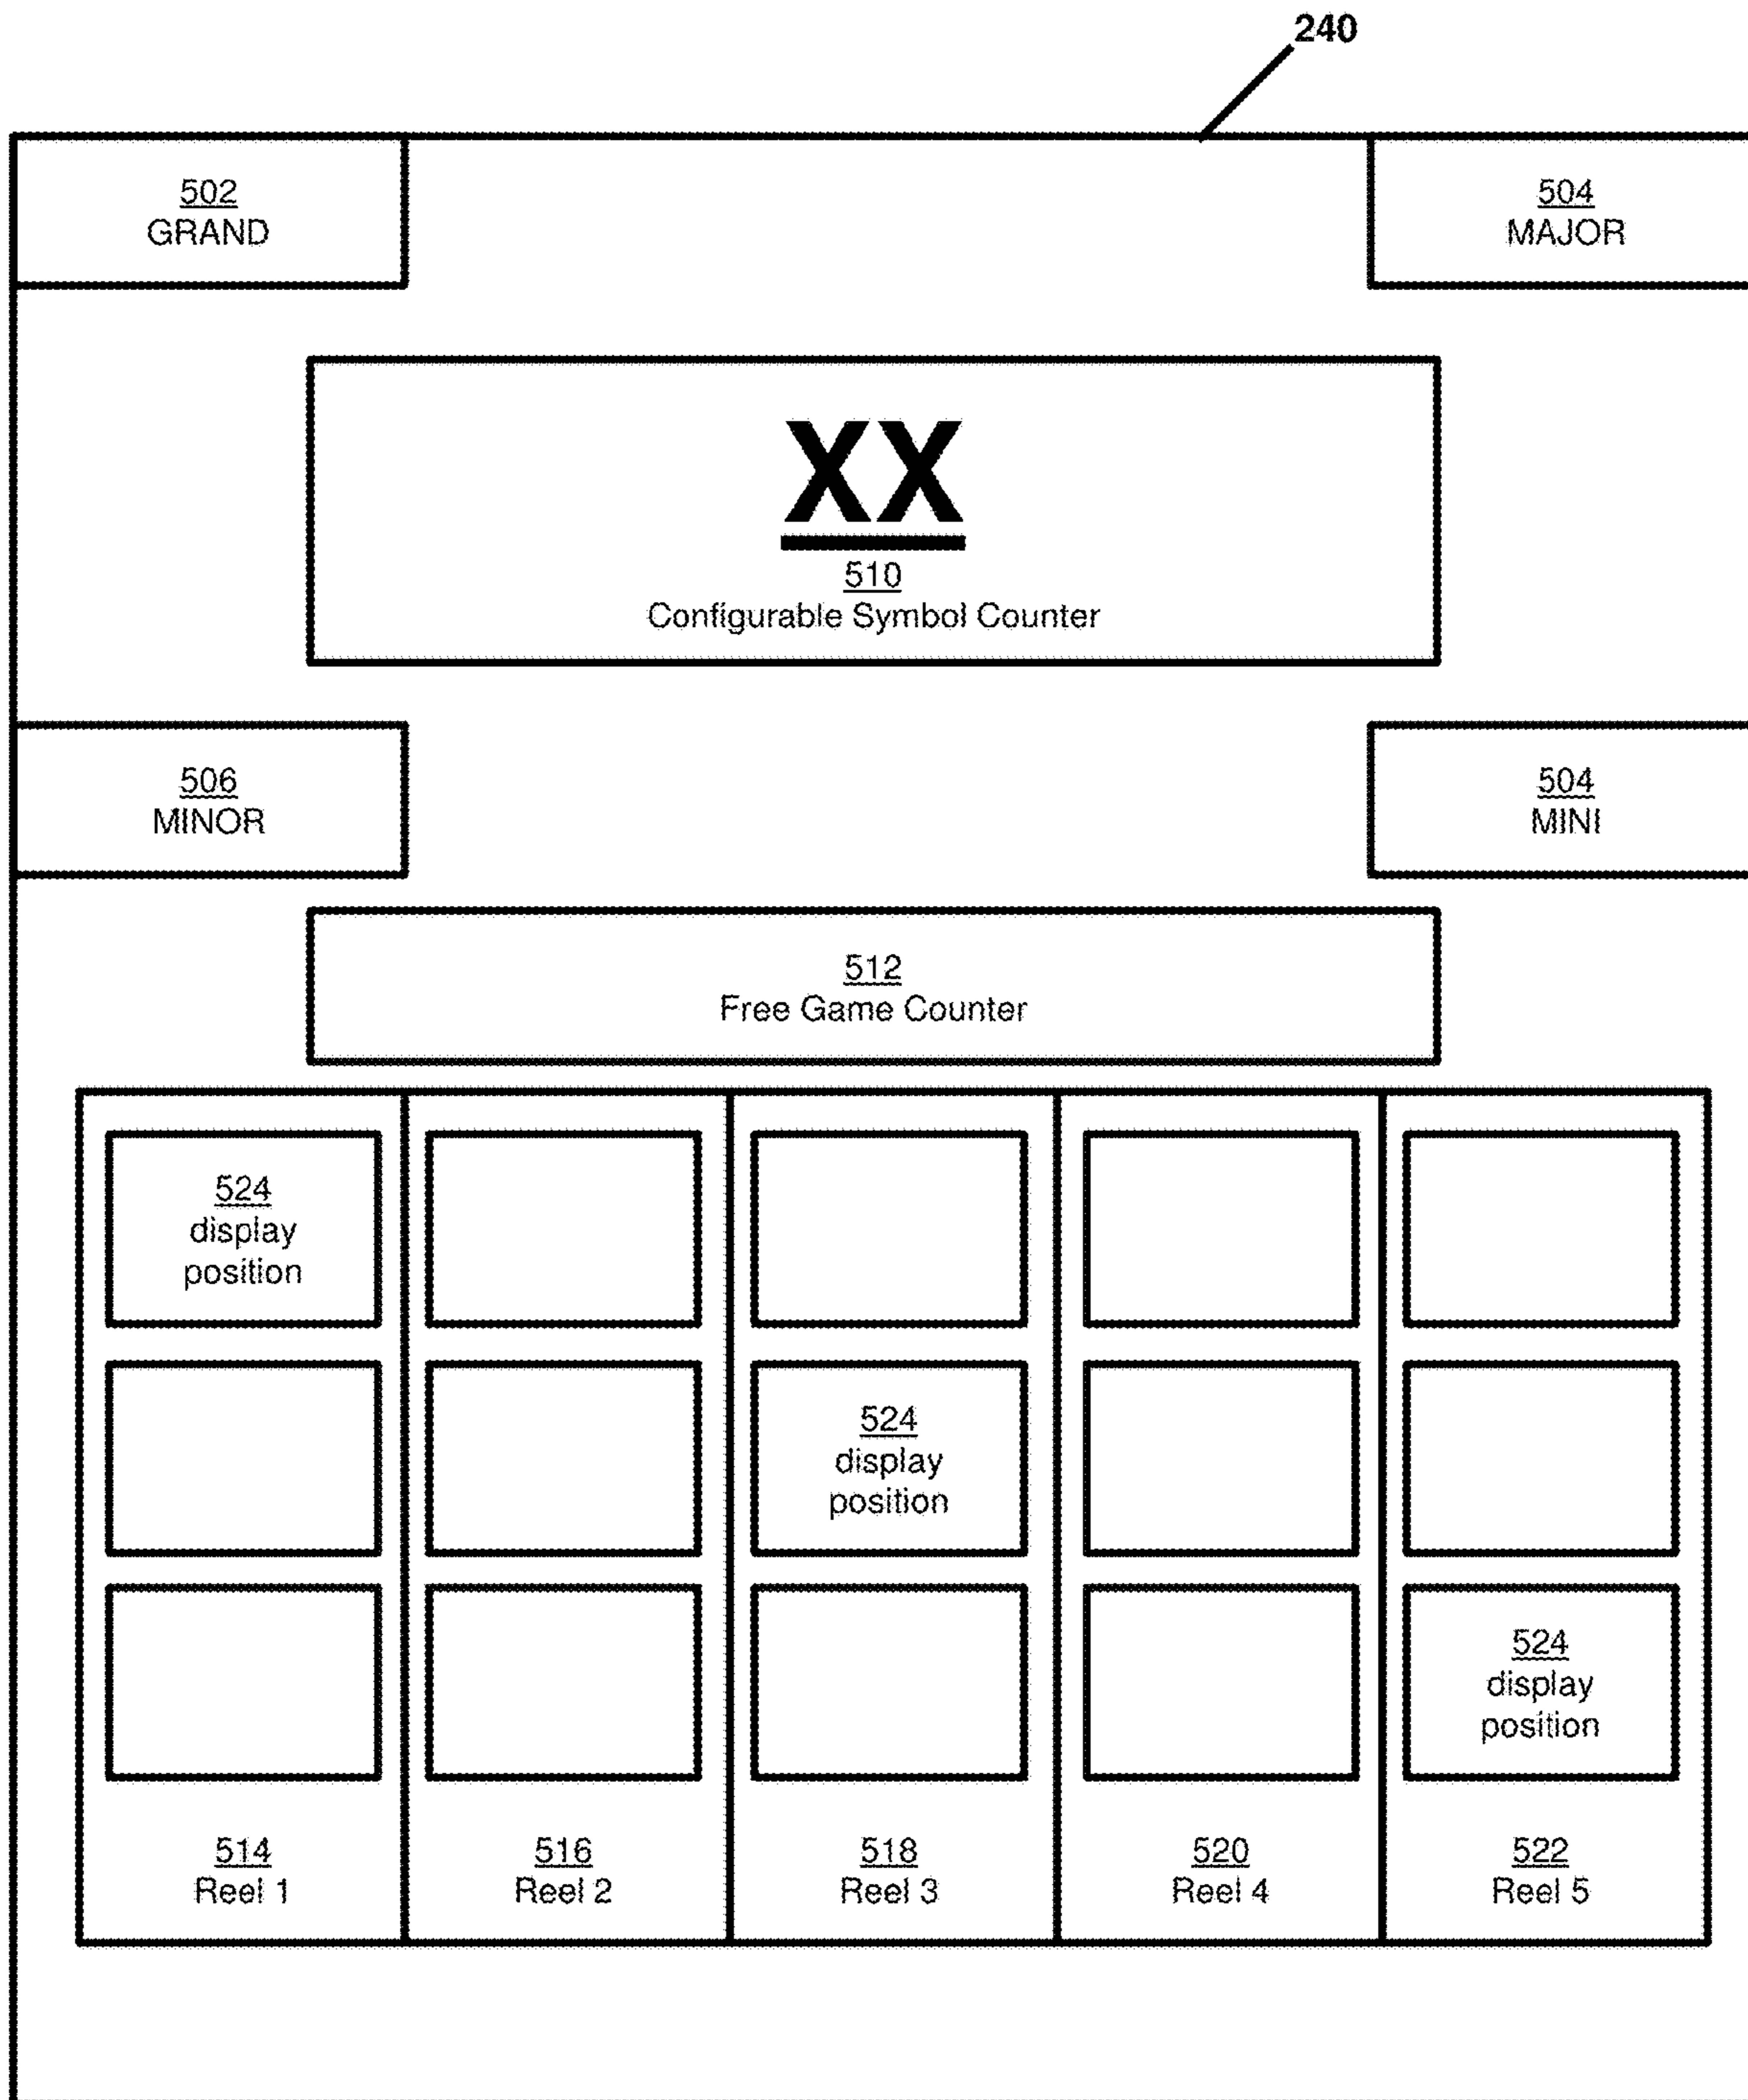 240
502
GRAND
504
MAJOR
XX
510
Configurable Symbol Counter
506
MINOR
504
MINI
512
Free Game Counter
524
display
position
524
display
position
524
display
position
514
Reel 1
516
Reel 2
518
Reel 3
520
Reel 4
522
Reel 5